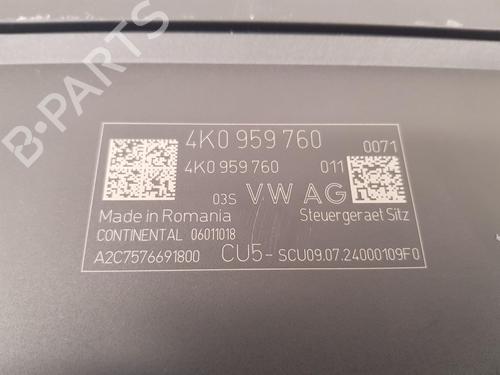 4K0 959 760
0071
4K0 959 760 011
03S VW AG
Made in Romania Steuergeraet Sitz
CONTINENTAL 06011018
A2C7576691800 CU5- SCU09.07.24000109F0
B-PARTS